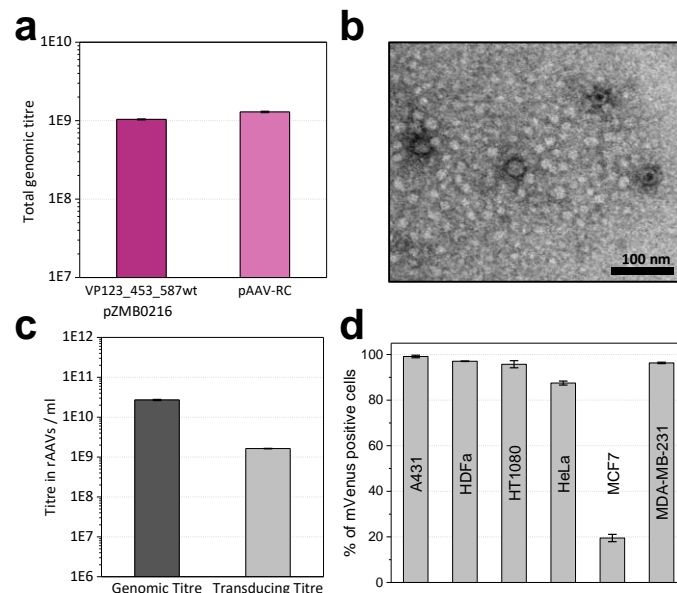 a
1E10
1E9
1E8
1E7
Total genomic titre
VP123_453_587wt
pZMB0216
pAAV-RC
b
100 nm
c
1E12
1E11
1E10
1E9
1E8
1E7
1E6
Titre in rAAVs / ml
Genomic Titre
Transducing Titre
d
100
80
60
40
20
0
% of mVenus positive cells
A431
HDFa
HT1080
HeLa
MCF7
MDA-MB-231